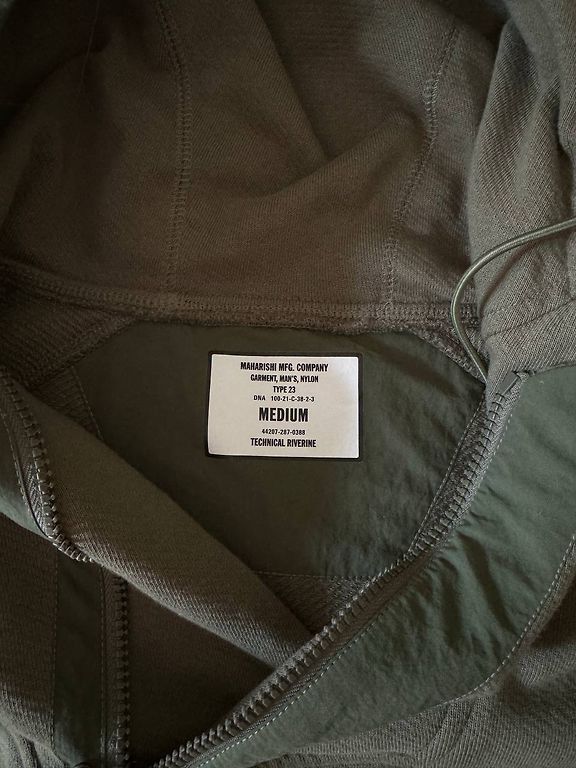 MAHARISHI MFG. COMPANY
GARMENT, MAN'S, NYLON
TYPE 23
DNA 100-21-C-38-2-3
MEDIUM
44207-287-0388
TECHNICAL RIVERINE